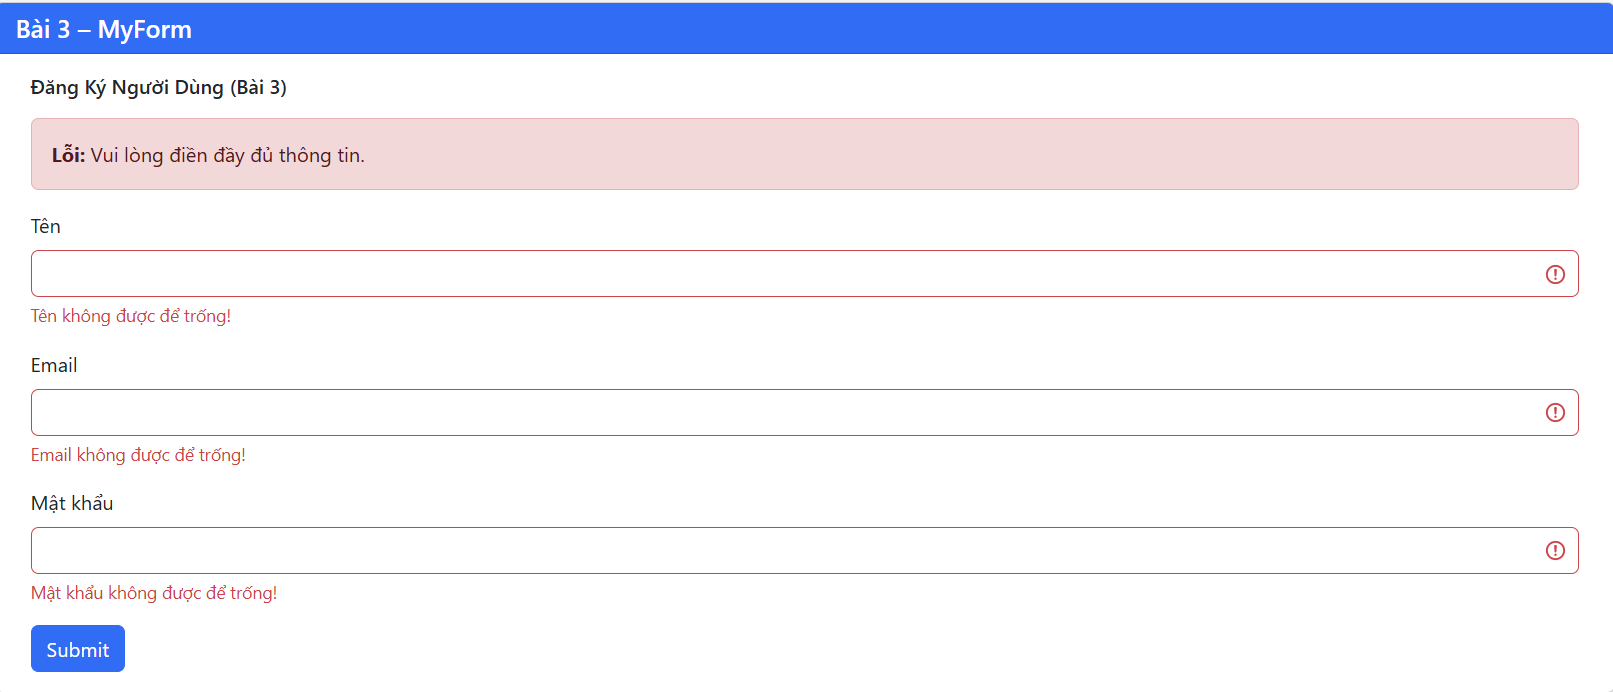 Bài 3 – MyForm
Đăng Ký Người Dùng (Bài 3)
Lỗi: Vui lòng điền đầy đủ thông tin.
Tên
Tên không được để trống!
Email
Email không được để trống!
Mật khẩu
Mật khẩu không được để trống!
Submit